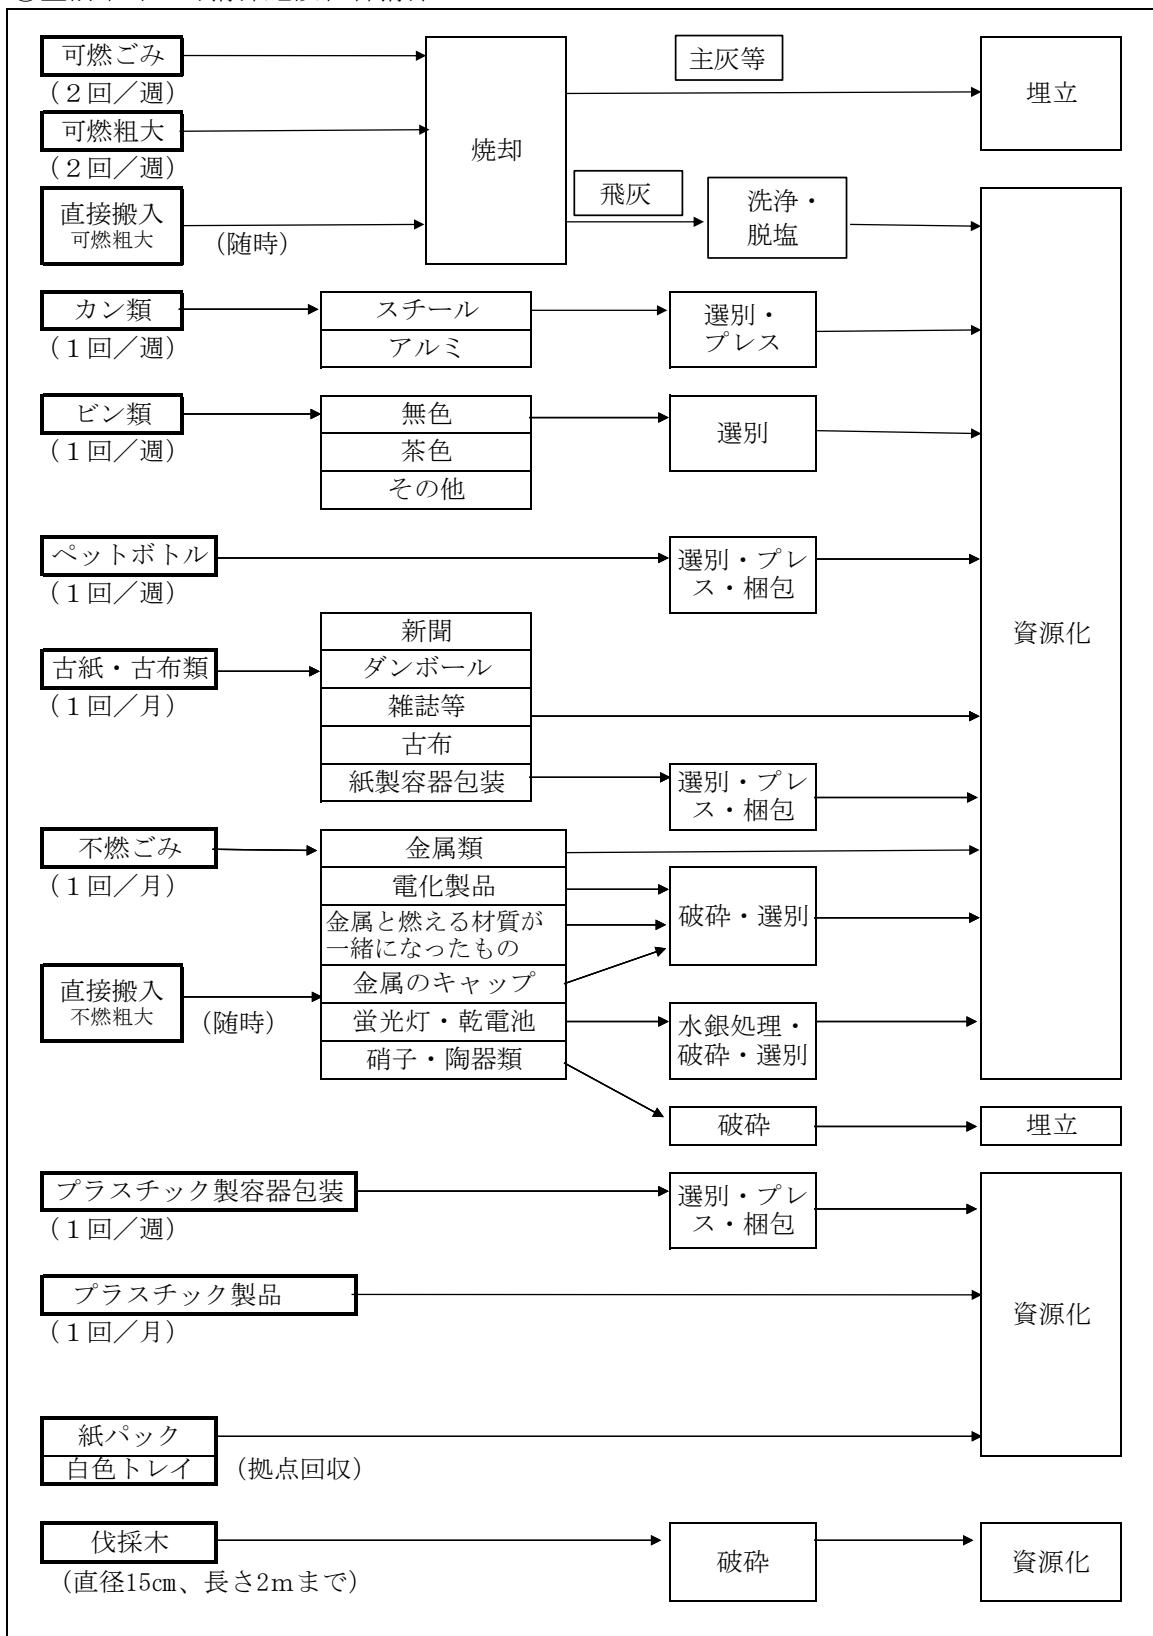 可燃ごみ
(２回／週)
可燃粗大
(２回／週)
直接搬入
可燃粗大
(随時)
焼却
主灰等
埋立
飛灰
洗浄・
脱塩
カン類
(１回／週)
スチール
アルミ
選別・
プレス
ビン類
(１回／週)
無色
茶色
その他
選別
ペットボトル
(１回／週)
選別・プレ
ス・梱包
資源化
古紙・古布類
(１回／月)
新聞
ダンボール
雑誌等
古布
紙製容器包装
選別・プレ
ス・梱包
不燃ごみ
(１回／月)
直接搬入
不燃粗大
(随時)
金属類
電化製品
金属と燃える材質が
一緒になったもの
金属のキャップ
蛍光灯・乾電池
硝子・陶器類
破砕・選別
水銀処理・
破砕・選別
破砕
埋立
プラスチック製容器包装
(１回／週)
選別・プレ
ス・梱包
プラスチック製品
(１回／月)
資源化
紙パック
白色トレイ
(拠点回収)
伐採木
(直径15㎝、長さ2ｍまで)
破砕
資源化